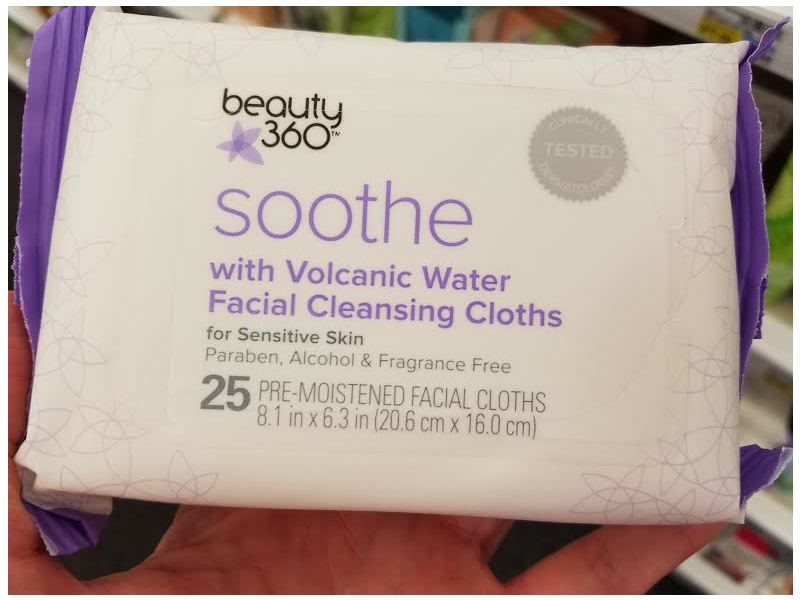 beauty
360™
CLINICALLY
TESTED
DERMATOLOGIST
soothe
with Volcanic Water
Facial Cleansing Cloths
for Sensitive Skin
Paraben, Alcohol & Fragrance Free
25 PRE-MOISTENED FACIAL CLOTHS
8.1 in x 6.3 in (20.6 cm x 16.0 cm)